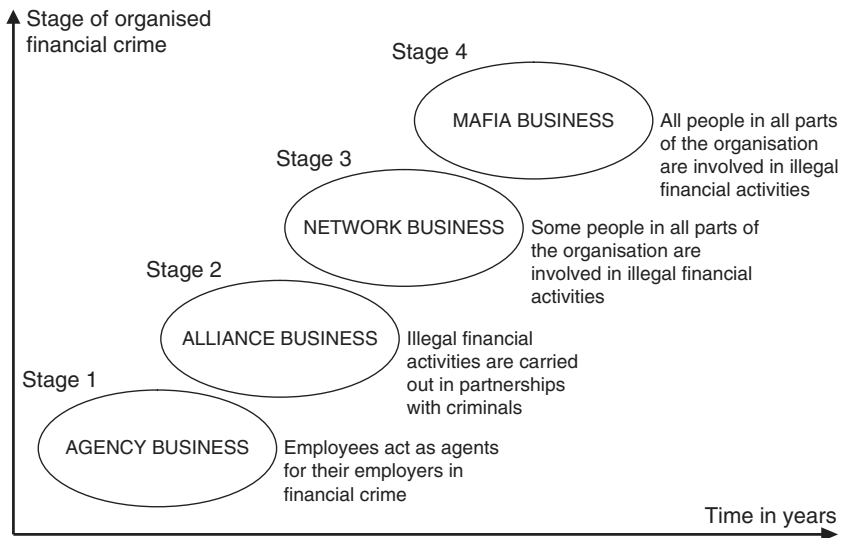 Stage of organised
financial crime
Stage 4
MAFIA BUSINESS
All people in all parts
of the organisation
are involved in illegal
financial activities
Stage 3
NETWORK BUSINESS
Some people in all parts of
the organisation are
involved in illegal financial
activities
Stage 2
ALLIANCE BUSINESS
Illegal financial
activities are carried
out in partnerships
with criminals
Stage 1
AGENCY BUSINESS
Employees act as agents
for their employers in
financial crime
Time in years